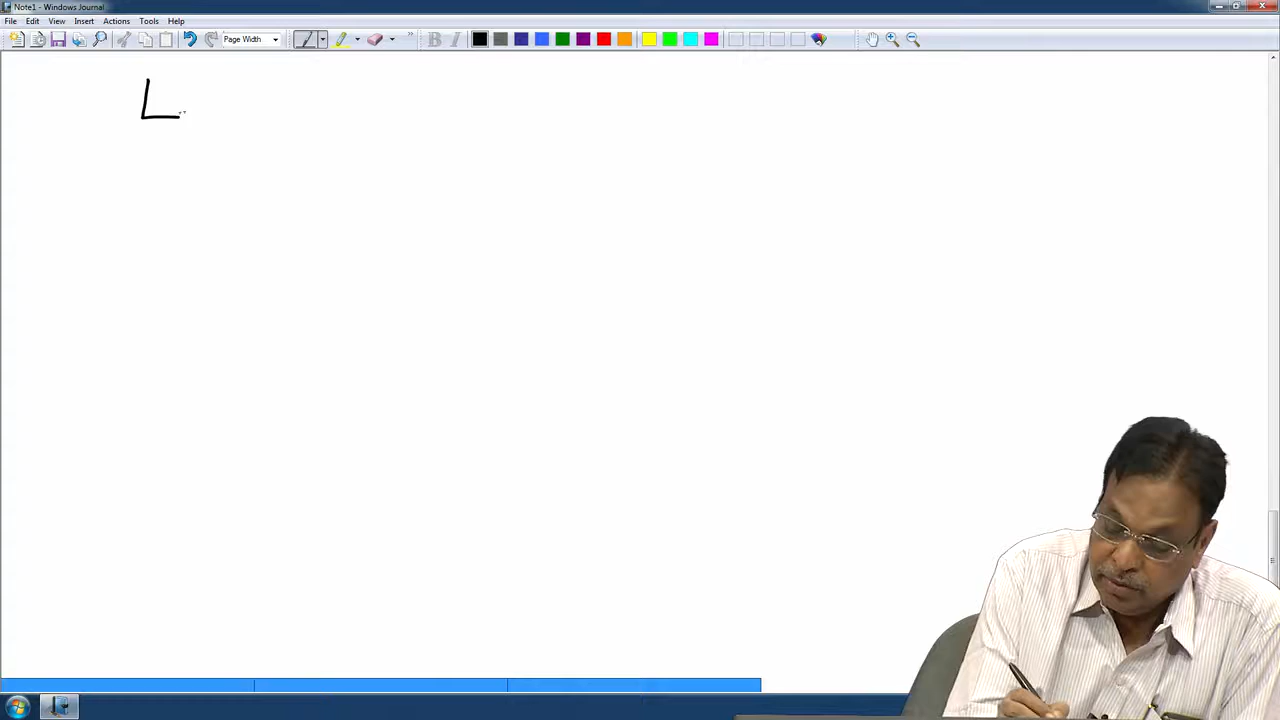 Note1 - Windows Journal
File Edit View Insert Actions Tools Help
Page Width B I
L